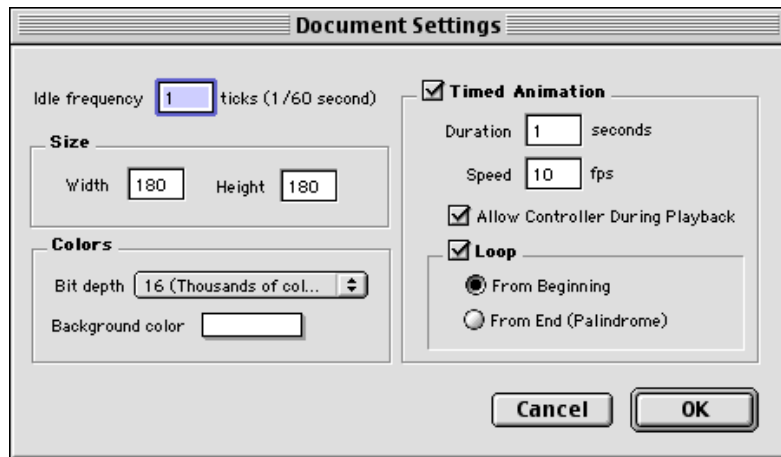 Document Settings
Idle frequency 1 ticks (1/60 second)
Size
Width 180 Height 180
Colors
Bit depth 16 (Thousands of col...
Background color
Timed Animation
Duration 1 seconds
Speed 10 fps
Allow Controller During Playback
Loop
From Beginning
From End (Palindrome)
Cancel OK